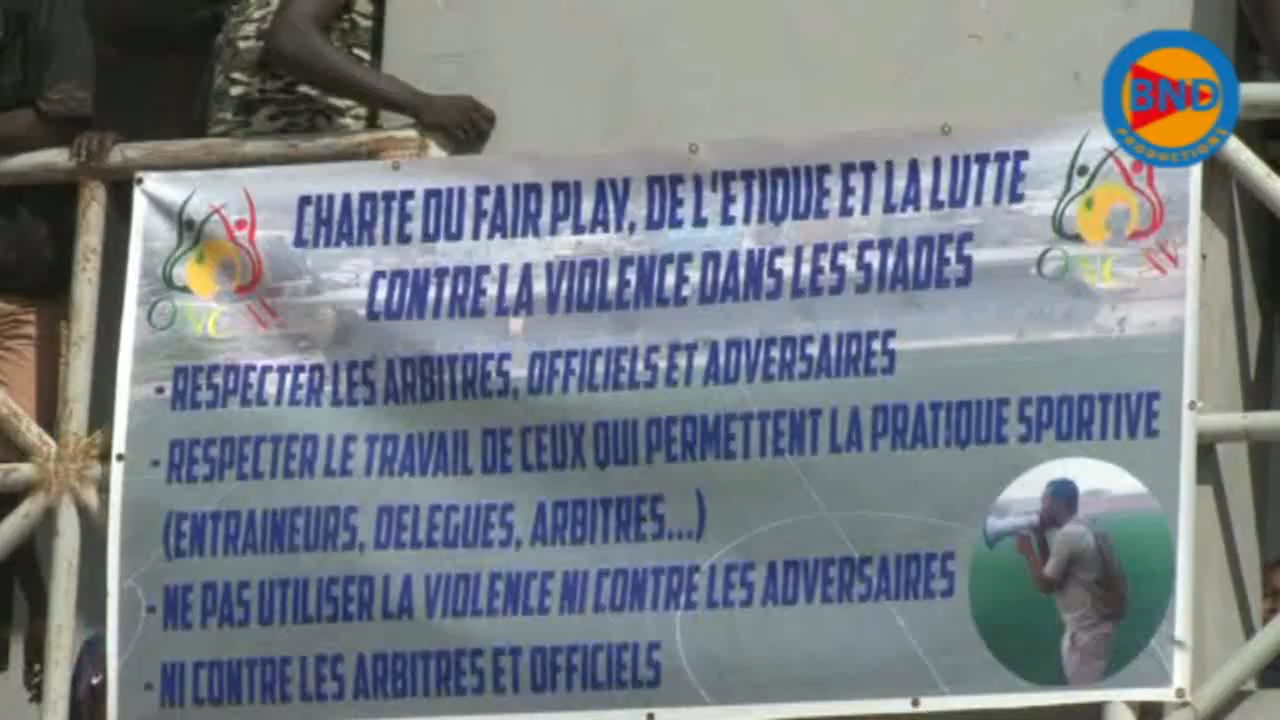 BND
PRODUCTIONS
CHARTE DU FAIR PLAY, DE L'ETIQUE ET LA LUTTE
CONTRE LA VIOLENCE DANS LES STADES
- RESPECTER LES ARBITRES, OFFICIELS ET ADVERSAIRES
- RESPECTER LE TRAVAIL DE CEUX QUI PERMETTENT LA PRATIQUE SPORTIVE
(ENTRAINEURS, DELEGUES, ARBITRES...)
- NE PAS UTILISER LA VIOLENCE NI CONTRE LES ADVERSAIRES
- NI CONTRE LES ARBITRES ET OFFICIELS